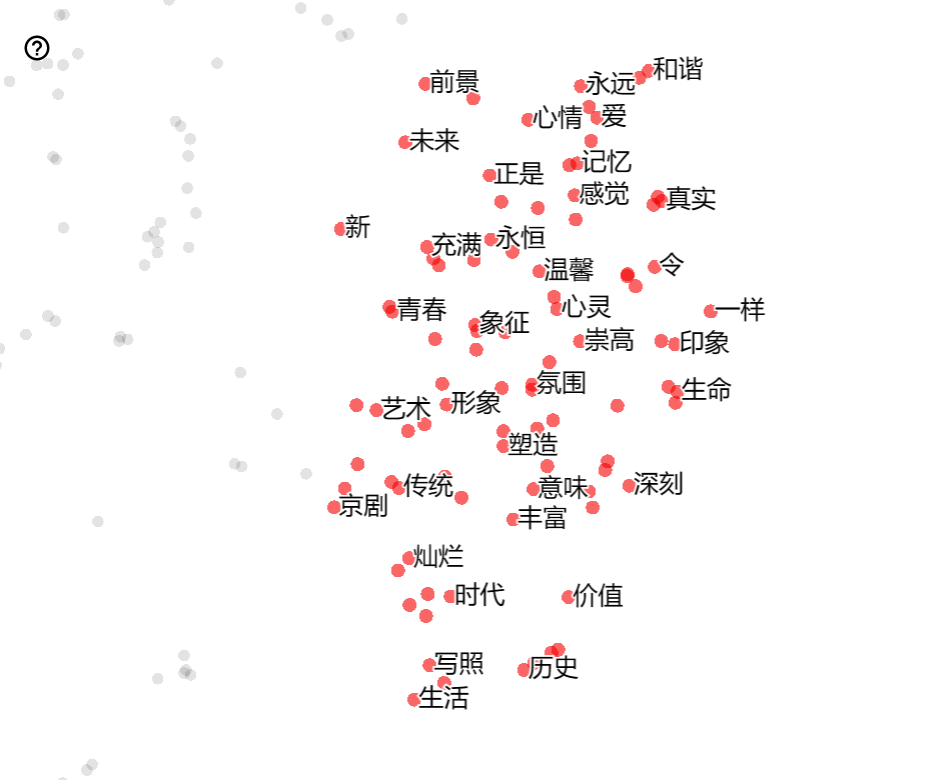 ?
和谐
前景
永远
心情
爱
未来
记忆
正是
感觉
真实
新
永恒
充满
令
温馨
心灵
青春
一样
象征
崇高
印象
氛围
生命
形象
艺术
塑造
深刻
传统
意味
京剧
丰富
灿烂
时代
价值
写照
历史
生活